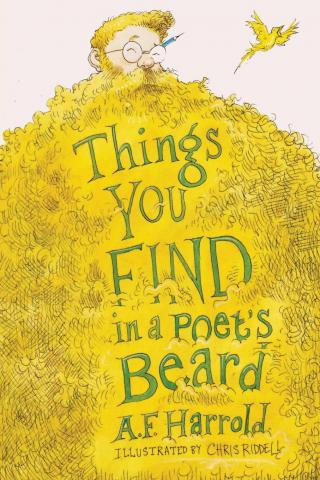 Things
YOU
FIND
in a POET'S
BEARD
A.F. HARROLD
ILLUSTRATED BY CHRIS RIDDELL